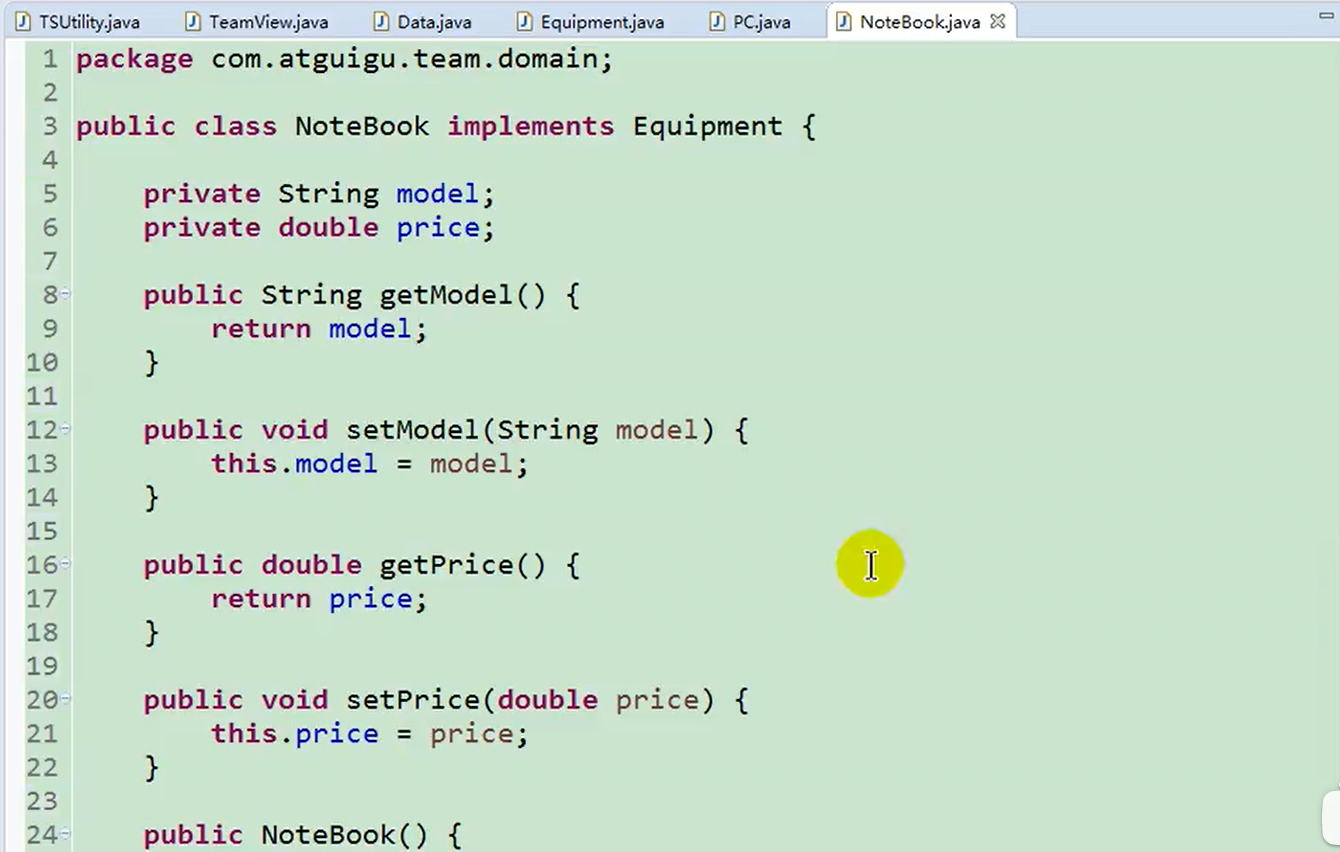 TSUtility.java TeamView.java Data.java Equipment.java PC.java NoteBook.java
1 package com.atguigu.team.domain;
2
3 public class NoteBook implements Equipment {
4
5     private String model;
6     private double price;
7
8     public String getModel() {
9         return model;
10     }
11
12     public void setModel(String model) {
13         this.model = model;
14     }
15
16     public double getPrice() {
17         return price;
18     }
19
20     public void setPrice(double price) {
21         this.price = price;
22     }
23
24     public NoteBook() {